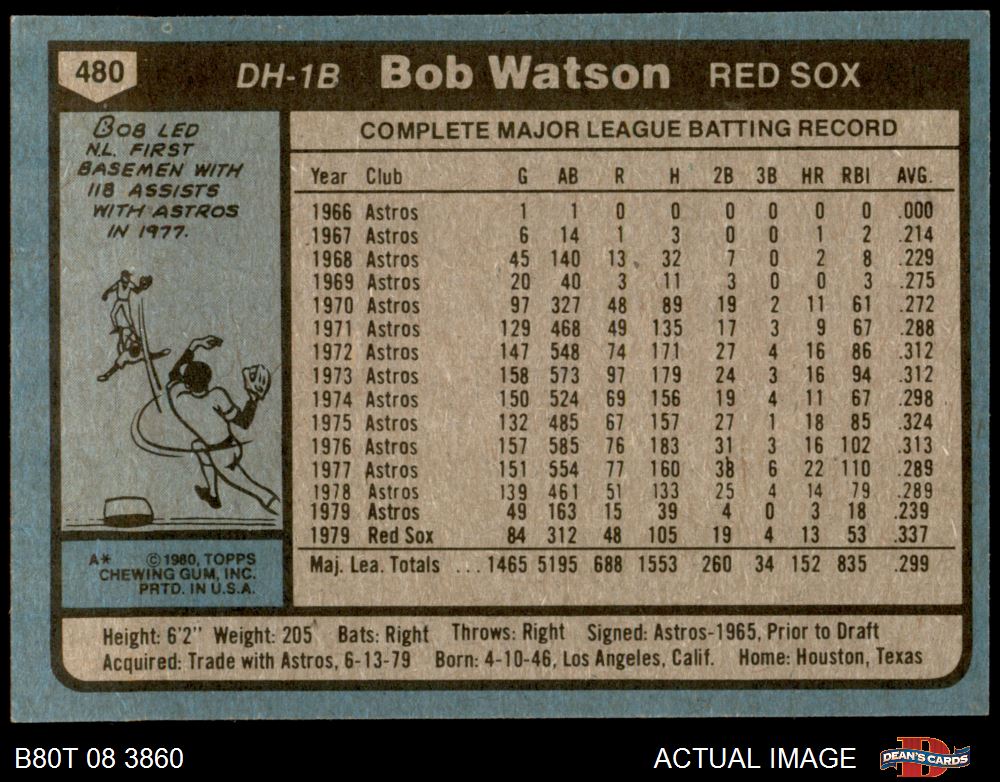 480 DH-1B Bob Watson RED SOX
BOB LED
N.L. FIRST
BASEMEN WITH
118 ASSISTS
WITH ASTROS
IN 1977.
COMPLETE MAJOR LEAGUE BATTING RECORD
Year Club G AB R H 2B 3B HR RBI AVG.
1966 Astros 1 1 0 0 0 0 0 0 .000
1967 Astros 6 14 1 3 0 0 1 2 .214
1968 Astros 45 140 13 32 7 0 2 8 .229
1969 Astros 20 40 3 11 3 0 0 3 .275
1970 Astros 97 327 48 89 19 2 11 61 .272
1971 Astros 129 468 49 135 17 3 9 67 .288
1972 Astros 147 548 74 171 27 4 16 86 .312
1973 Astros 158 573 97 179 24 3 16 94 .312
1974 Astros 150 524 69 156 19 4 11 67 .298
1975 Astros 132 485 67 157 27 1 18 85 .324
1976 Astros 157 585 76 183 31 3 16 102 .313
1977 Astros 151 554 77 160 38 6 22 110 .289
1978 Astros 139 461 51 133 25 4 14 79 .289
1979 Astros 49 163 15 39 4 0 3 18 .239
1979 Red Sox 84 312 48 105 19 4 13 53 .337
Maj. Lea. Totals ... 1465 5195 688 1553 260 34 152 835 .299
A* ©1980, TOPPS
CHEWING GUM, INC.
PRTD. IN U.S.A.
Height: 6'2" Weight: 205 Bats: Right Throws: Right Signed: Astros-1965, Prior to Draft
Acquired: Trade with Astros, 6-13-79 Born: 4-10-46, Los Angeles, Calif. Home: Houston, Texas
B80T 08 3860 ACTUAL IMAGE DEAN'S CARDS